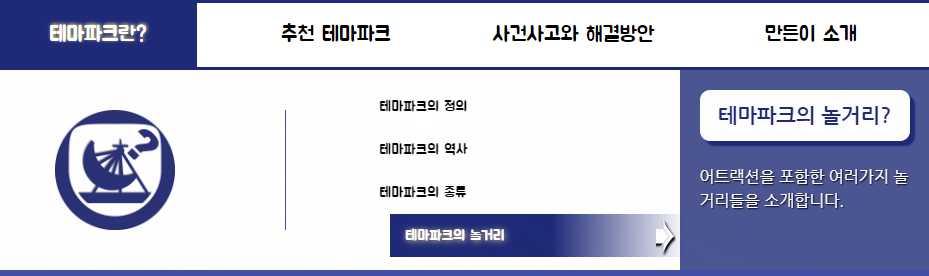 테마파크란?
추천 테마파크
사건사고와 해결방안
만든이 소개
테마파크의 정의
테마파크의 역사
테마파크의 종류
테마파크의 놀거리
테마파크의 놀거리?
어트랙션을 포함한 여러가지 놀
거리들을 소개합니다.